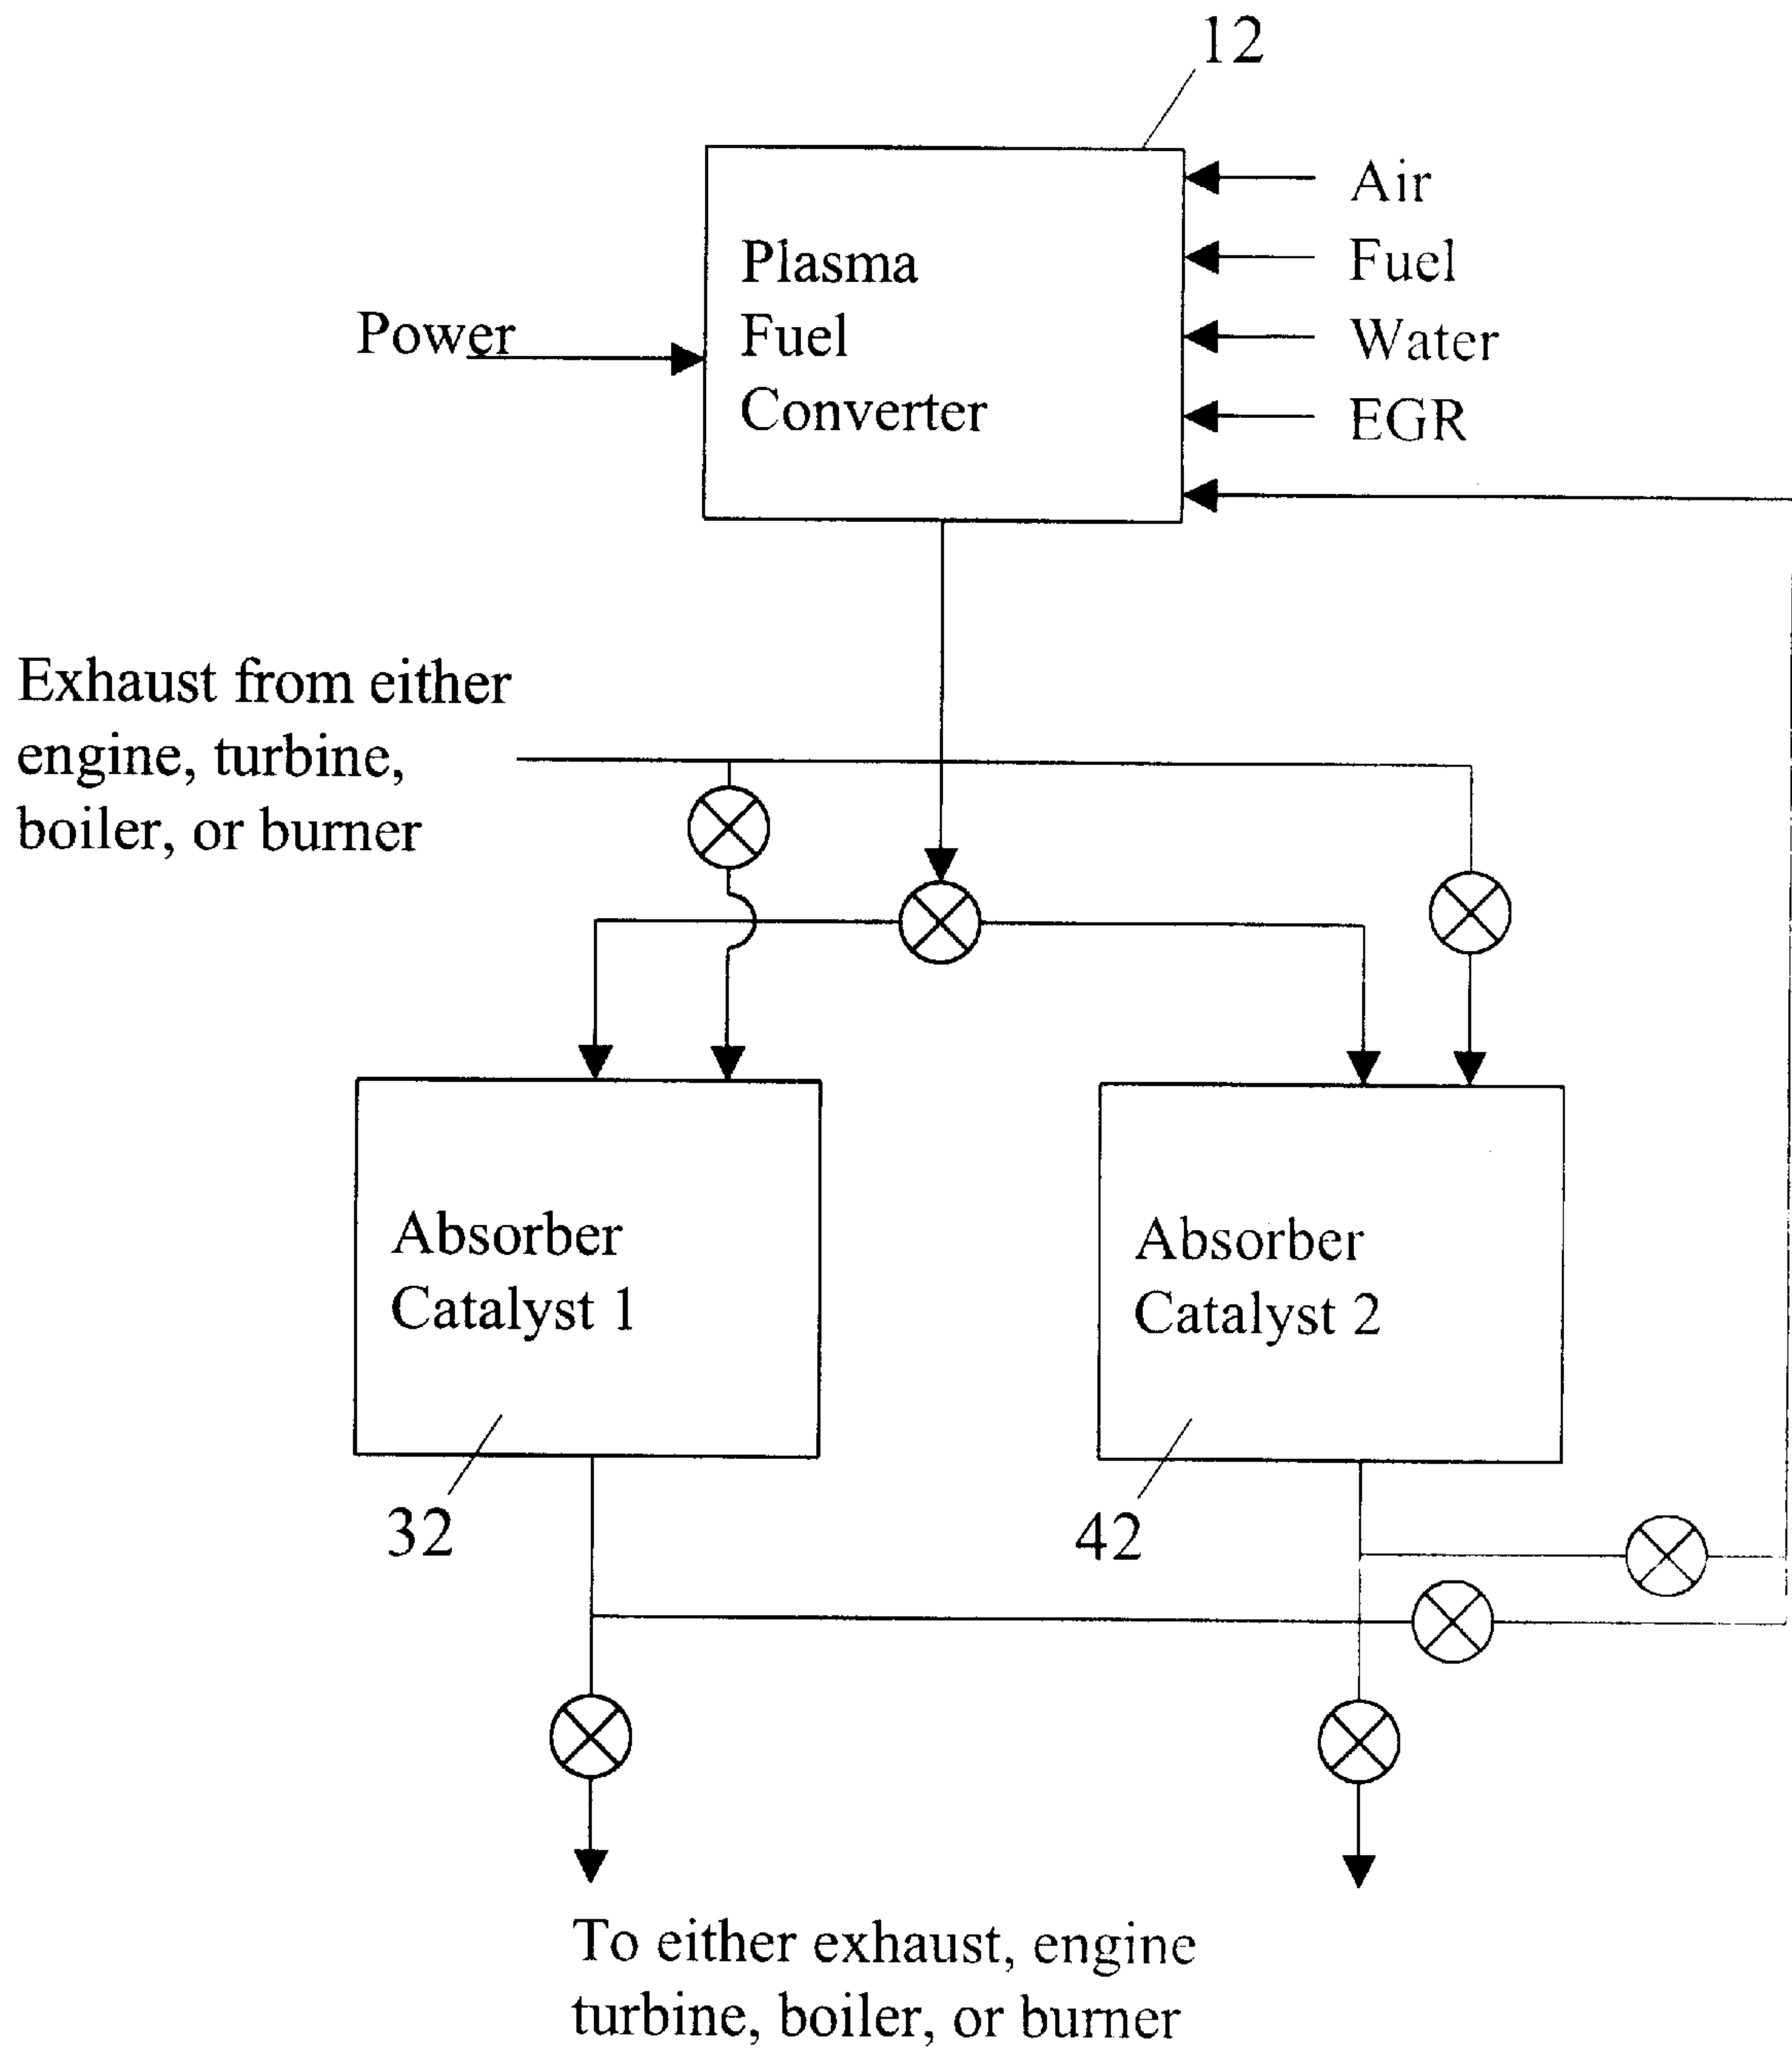 12
Air
Plasma
Fuel
Converter
Fuel
Power
Water
EGR
Exhaust from either
engine, turbine,
boiler, or burner
Absorber
Catalyst 1
Absorber
Catalyst 2
32
42
To either exhaust, engine
turbine, boiler, or burner